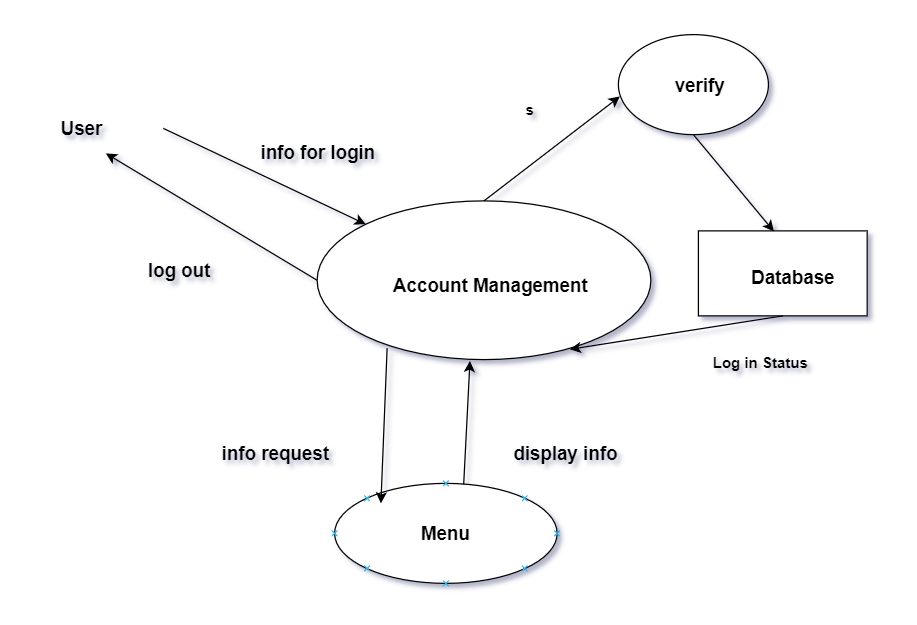 verify
s
User
info for login
log out
Account Management
Database
Log in Status
info request
display info
Menu